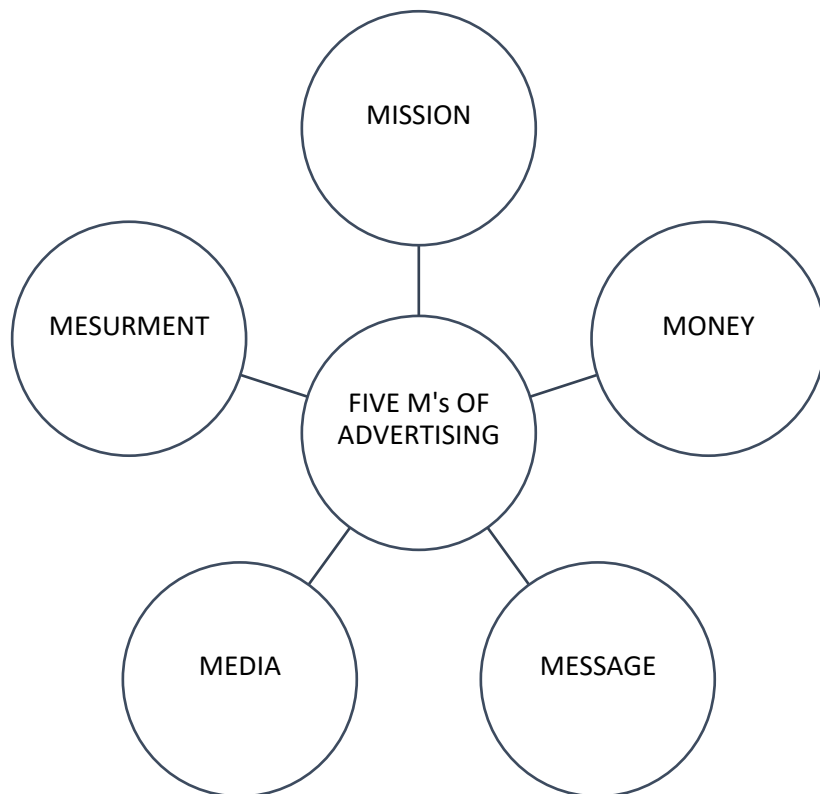 MISSION
MESURMENT
MONEY
FIVE M's OF
ADVERTISING
MEDIA
MESSAGE